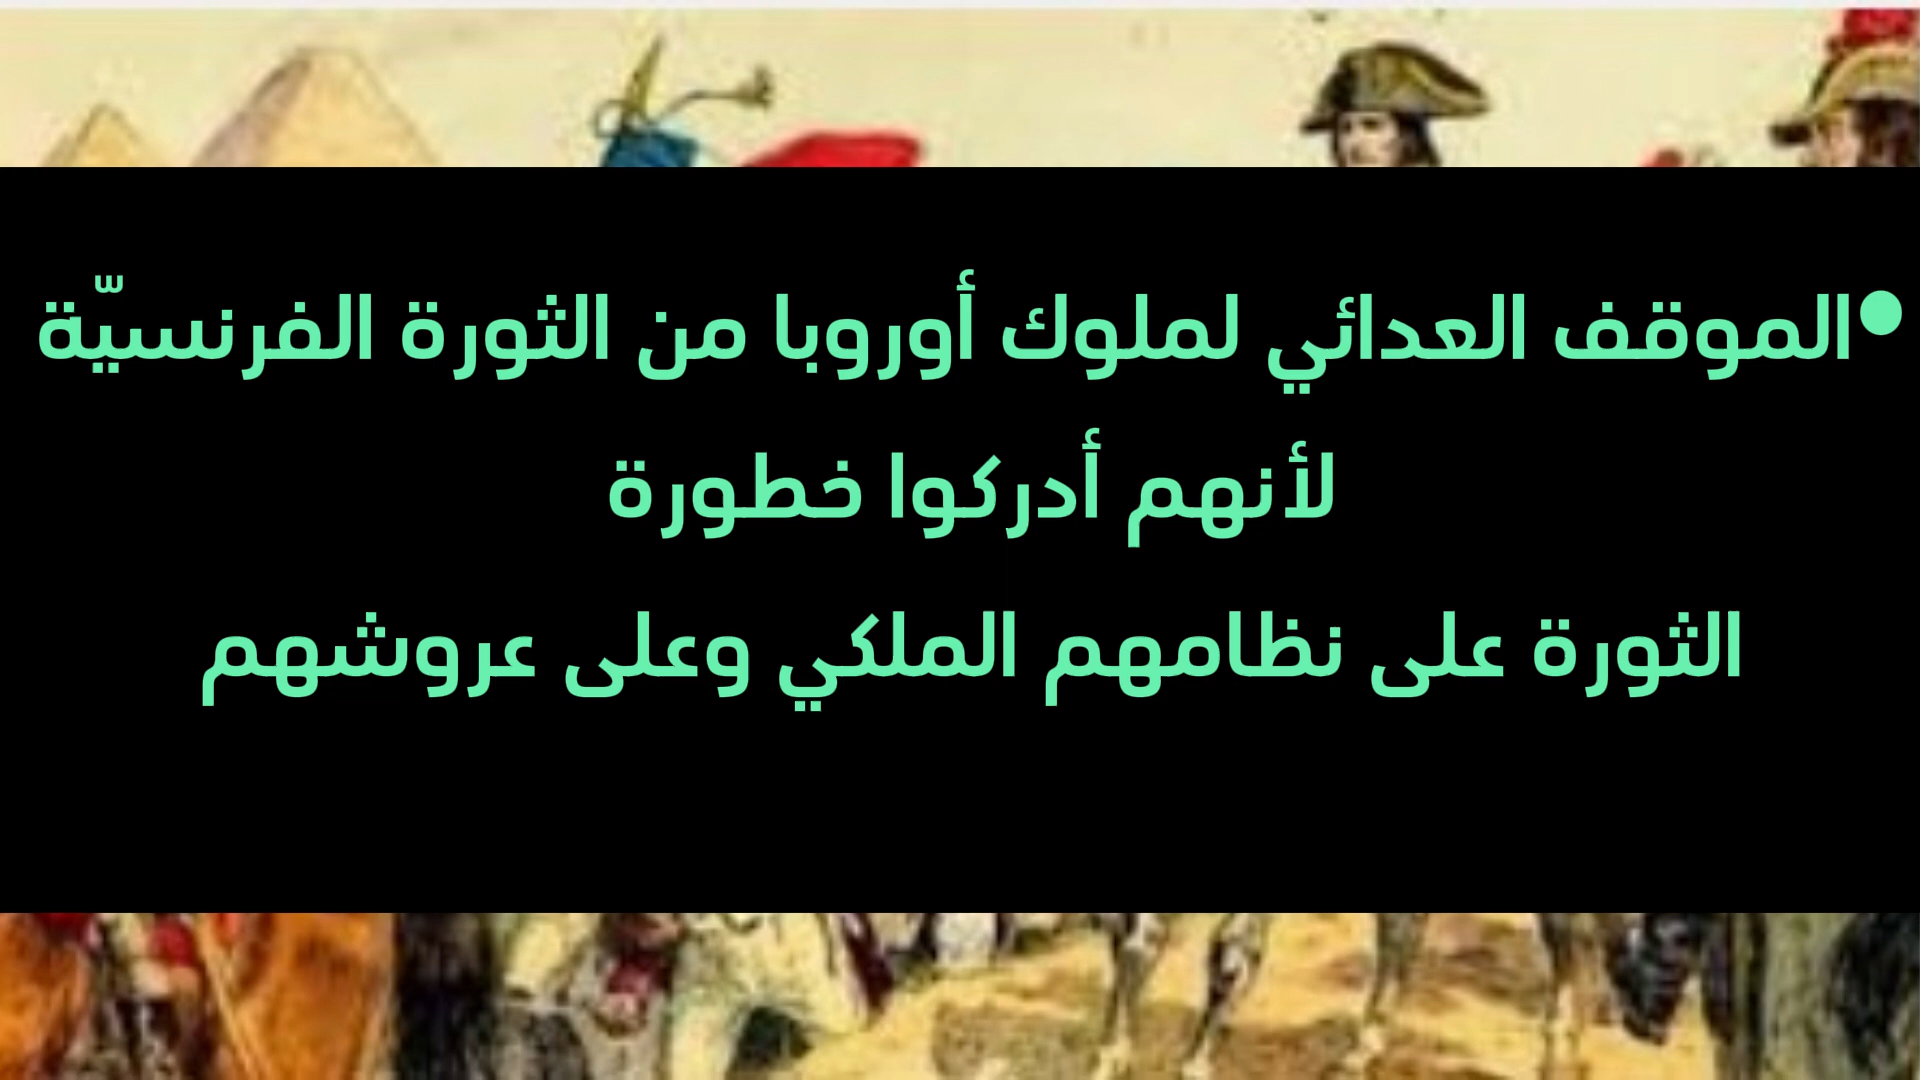 •الموقف العدائي لملوك أوروبا من الثورة الفرنسيّة
لأنهم أدركوا خطورة
الثورة على نظامهم الملكي وعلى عروشهم